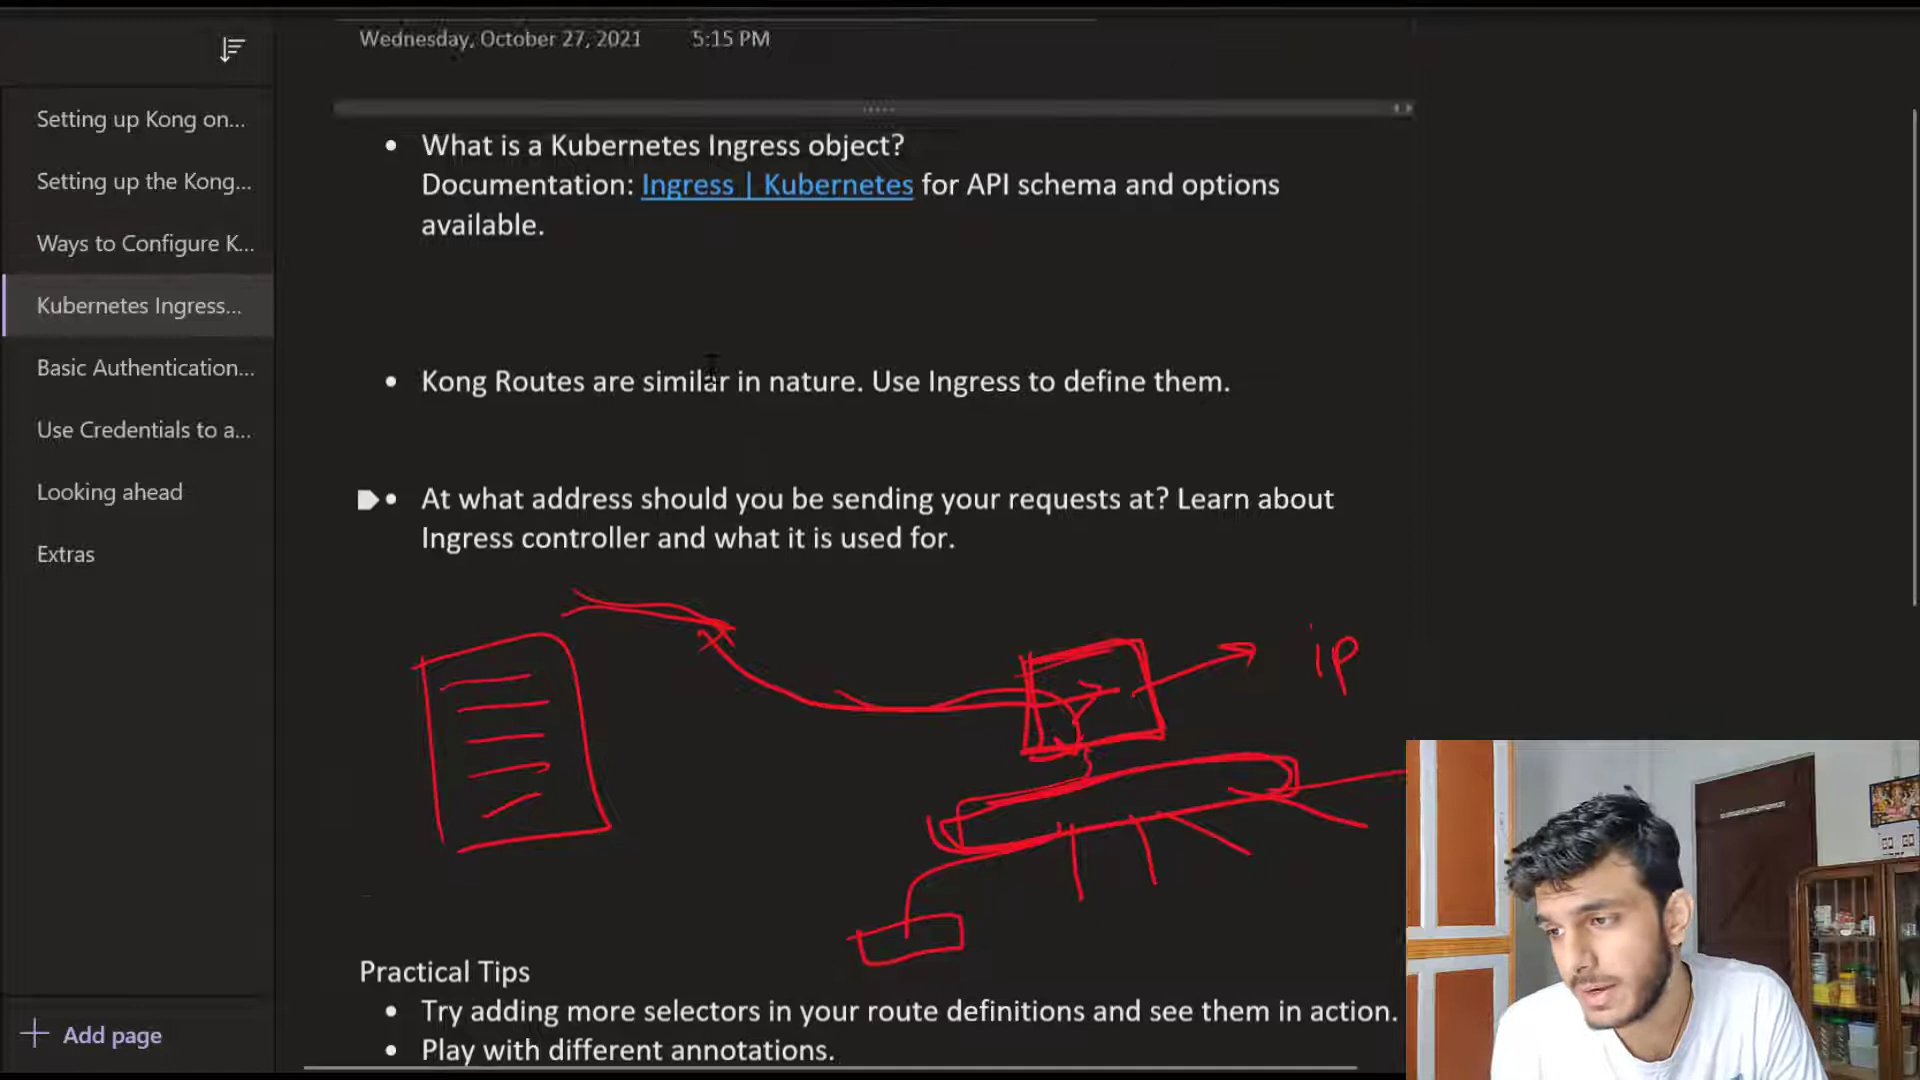 Wednesday, October 27, 2021 5:15 PM
Setting up Kong on...
Setting up the Kong...
Ways to Configure K...
Kubernetes Ingress...
Basic Authentication...
Use Credentials to a...
Looking ahead
Extras
Add page
What is a Kubernetes Ingress object?
Documentation: Ingress | Kubernetes for API schema and options
available.
Kong Routes are similar in nature. Use Ingress to define them.
At what address should you be sending your requests at? Learn about
Ingress controller and what it is used for.
ip
Practical Tips
Try adding more selectors in your route definitions and see them in action.
Play with different annotations.